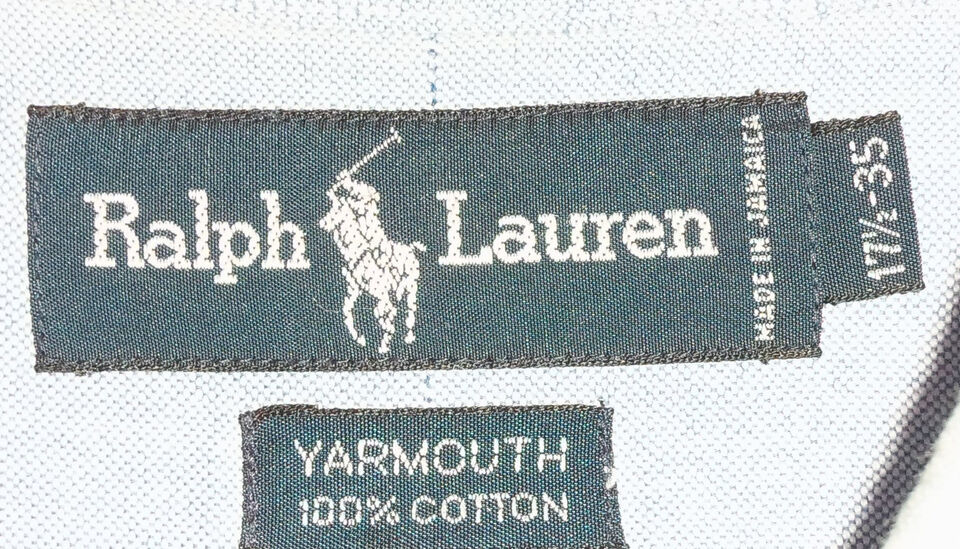 Ralph Lauren
MADE IN JAMAICA
17½-35
YARMOUTH
100% COTTON